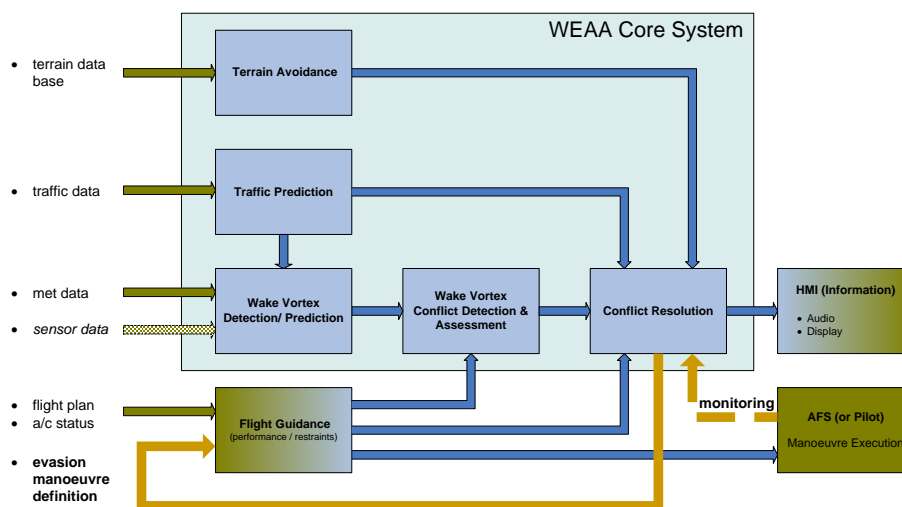 WEAA Core System
• terrain data
base
Terrain Avoidance
• traffic data
Traffic Prediction
• met data
• sensor data
Wake Vortex
Detection/ Prediction
Wake Vortex
Conflict Detection &
Assessment
Conflict Resolution
HMI (Information)
• Audio
• Display
• flight plan
• a/c status
• evasion
manoeuvre
definition
Flight Guidance
(performance / restraints)
monitoring
AFS (or Pilot)
Manoeuvre Execution